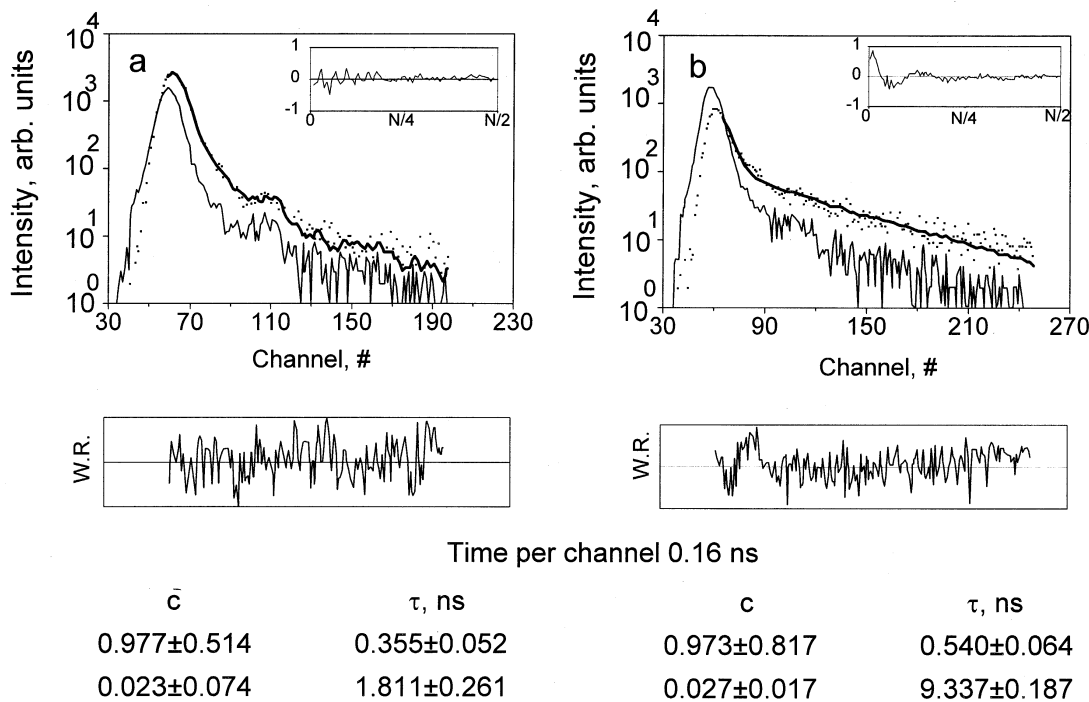 a
Intensity, arb. units
10 4
10 3
10 2
10 1
10 0
30 70 110 150 190 230
Channel, #
1
0
-1
0 N/4 N/2
b
Intensity, arb. units
10 4
10 3
10 2
10 1
10 0
30 90 150 210 270
Channel, #
1
0
-1
0 N/4 N/2
W.R.
W.R.
Time per channel 0.16 ns
c̄ τ, ns c τ, ns
0.977±0.514 0.355±0.052 0.973±0.817 0.540±0.064
0.023±0.074 1.811±0.261 0.027±0.017 9.337±0.187